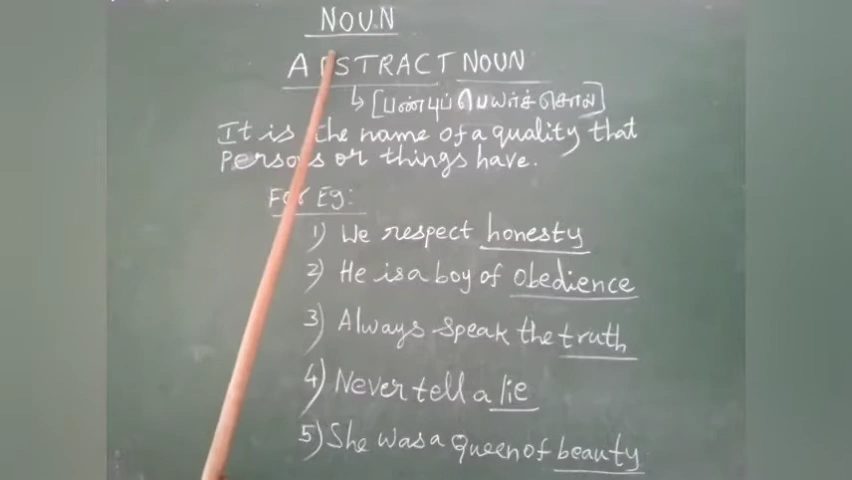 NOUN
ABSTRACT NOUN
[பண்புப் பெயர்ச்சொல்]
It is the name of a quality that
Persons or things have.
For Eg:
1) We respect honesty
2) He is a boy of Obedience
3) Always speak the truth
4) Never tell a lie
5) She was a queen of beauty